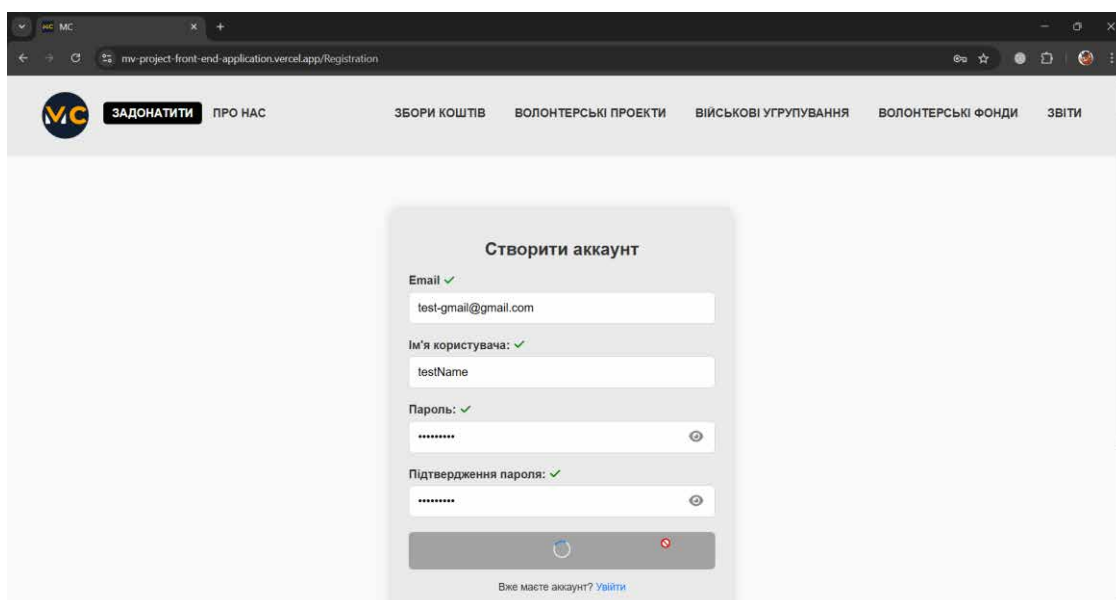 MC MC
mv-project-front-end-application.vercel.app/Registration
MC ЗАДОНАТИТИ ПРО НАС ЗБОРИ КОШТІВ ВОЛОНТЕРСЬКІ ПРОЕКТИ ВІЙСЬКОВІ УГРУПУВАННЯ ВОЛОНТЕРСЬКІ ФОНДИ ЗВІТИ
Створити аккаунт
Email
test-gmail@gmail.com
Ім'я користувача:
testName
Пароль:
Підтвердження пароля:
Вже маєте аккаунт? Увійти